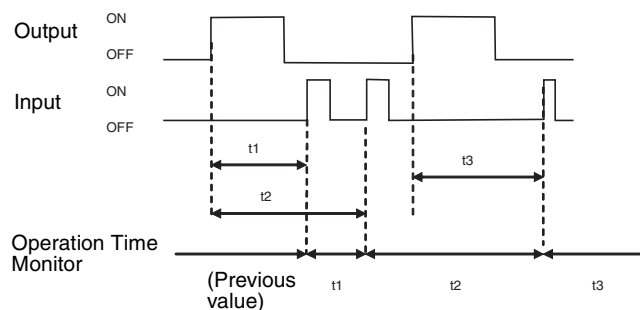 Output
ON
OFF
Input
ON
OFF
t1
t3
t2
Operation Time
Monitor
(Previous
value)
t1
t2
t3